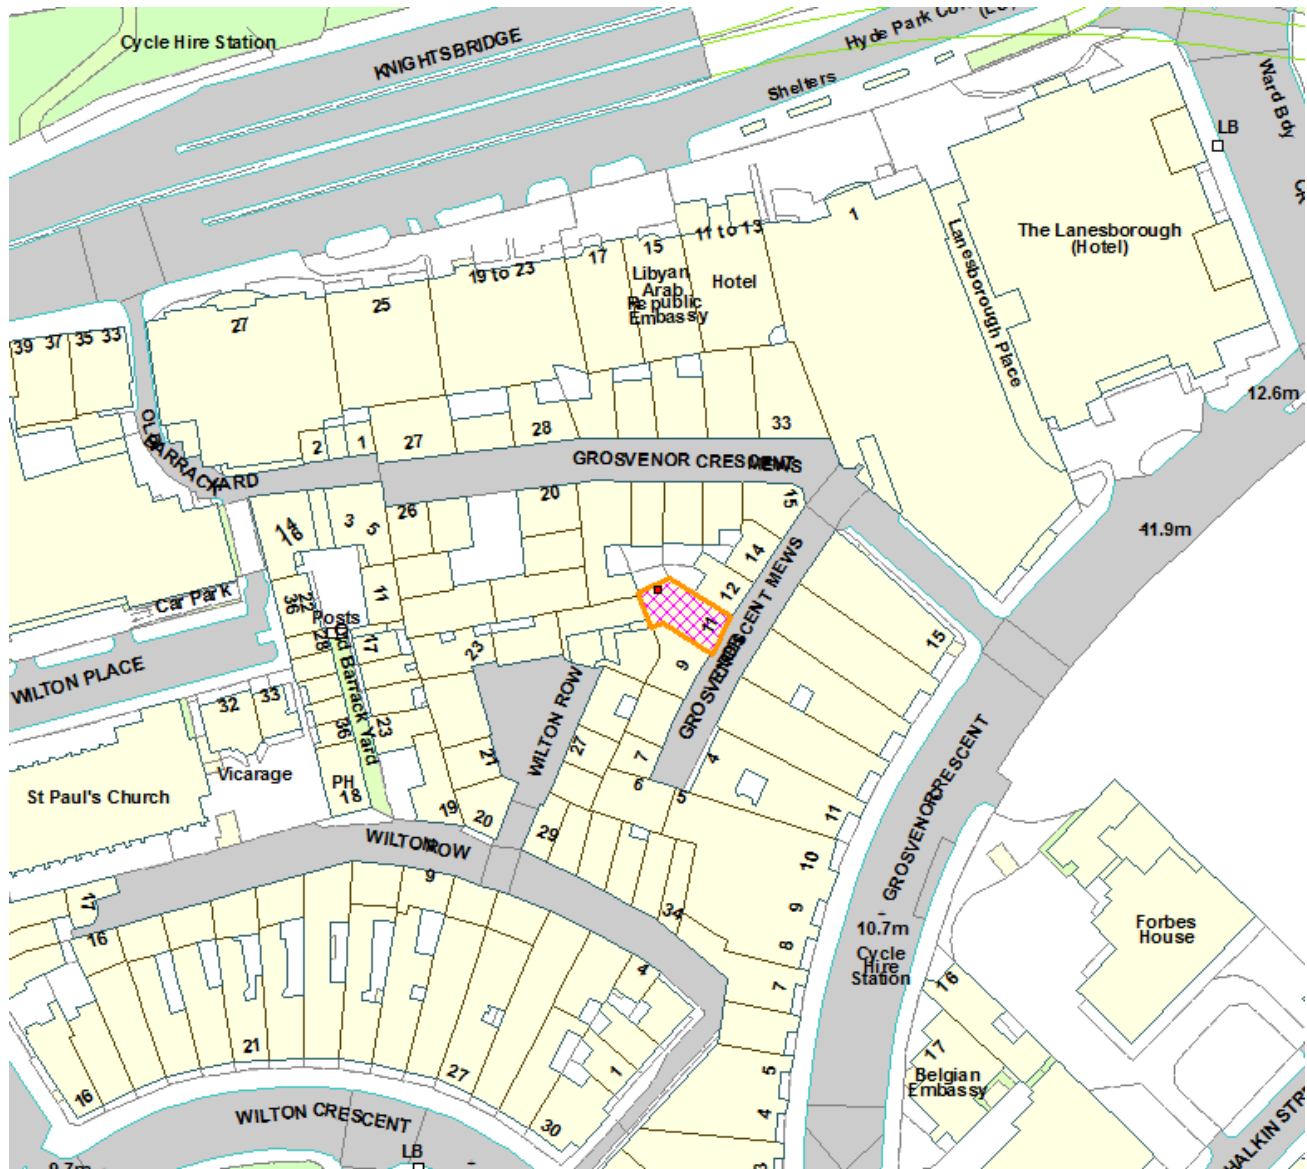 Cycle Hire Station
KNIGHTSBRIDGE
Hyde Park
Shelters
Ward Bdy
LB
The Lanesborough
(Hotel)
Lanesborough Place
1
11 to 13
Hotel
15
Libyan
Arab
Republic
Embassy
17
19 to 23
25
27
39
37
35
33
OLD
BARRACK
YARD
2
1
27
28
33
GROSVENOR CRESCENT
MEWS
12.6m
41.9m
14
16
3
5
26
20
15
14
12
11
9
7
6
5
4
GROSVENOR
CRESCENT MEWS
Car Park
36
22
Posts
28
11
17
Old Barrack Yard
23
36
23
21
19
20
WILTON PLACE
32
33
Vicarage
St Paul's Church
PH
18
WILTON ROW
27
29
WILTON
ROW
34
15
11
10
9
8
7
5
4
3
GROSVENOR
CRESCENT
10.7m
Cycle
Hire
Station
Forbes
House
16
17
Belgian
Embassy
HALKIN STR
17
16
9
4
21
27
1
30
16
WILTON CRESCENT
LB
9.7m